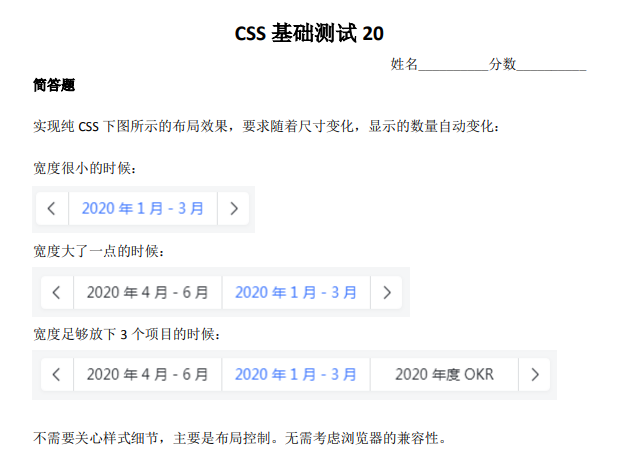 CSS 基础测试 20
姓名__________分数__________
简答题
实现纯 CSS 下图所示的布局效果，要求随着尺寸变化，显示的数量自动变化：
宽度很小的时候：
< 2020 年 1 月 - 3 月 >
宽度大了一点的时候：
< 2020 年 4 月 - 6 月 2020 年 1 月 - 3 月 >
宽度足够放下 3 个项目的时候：
< 2020 年 4 月 - 6 月 2020 年 1 月 - 3 月 2020 年度 OKR >
不需要关心样式细节，主要是布局控制。无需考虑浏览器的兼容性。